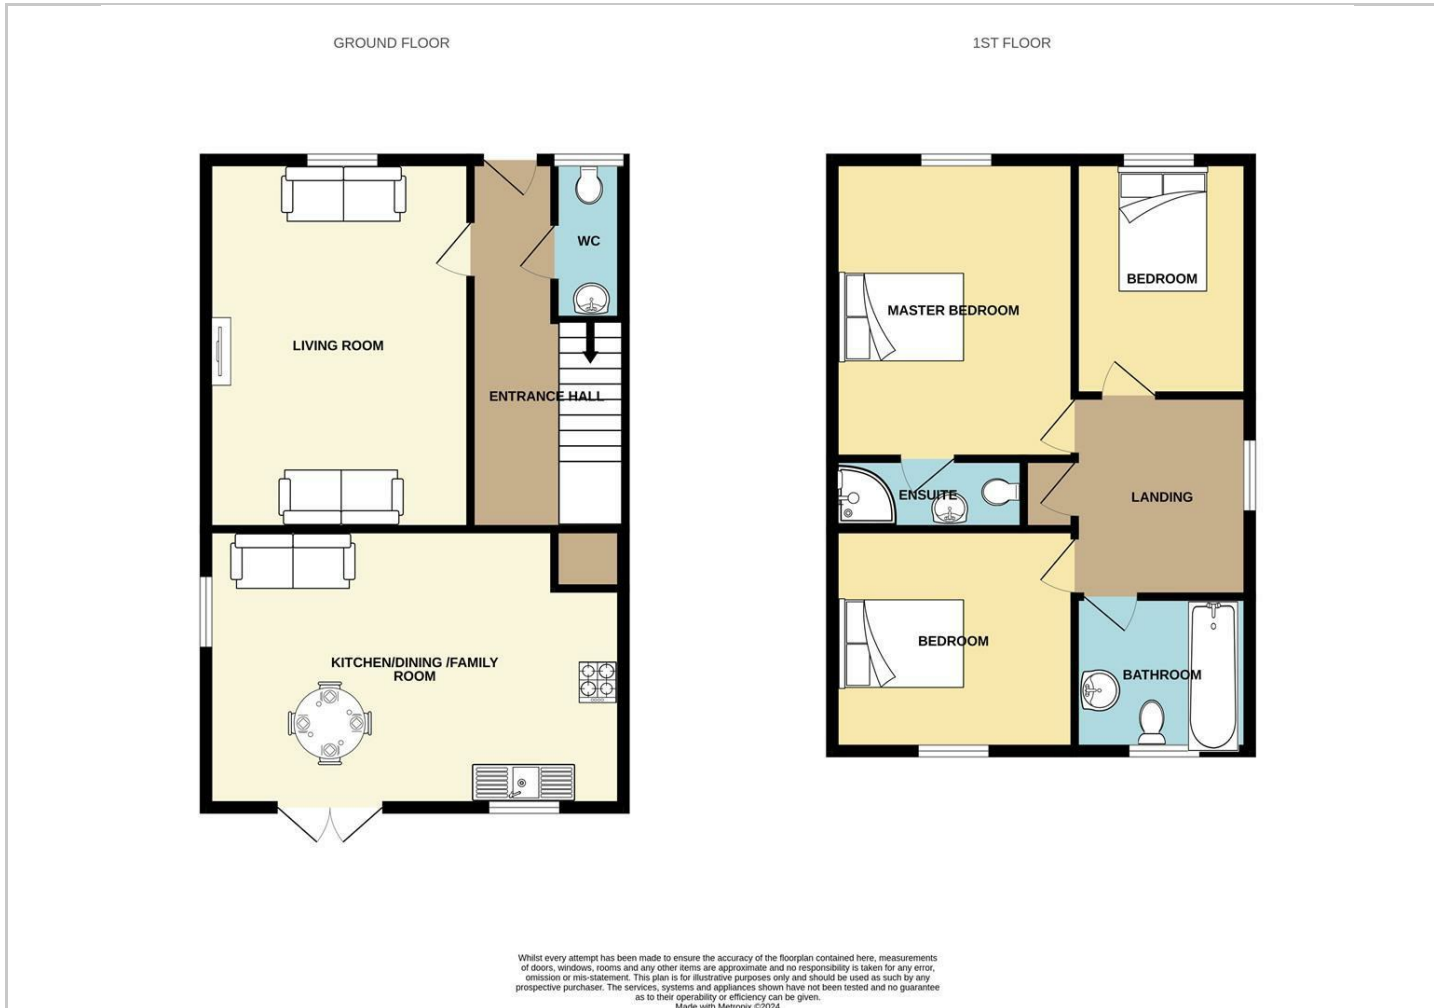 GROUND FLOOR
1ST FLOOR
WC
LIVING ROOM
ENTRANCE HALL
KITCHEN/DINING /FAMILY
ROOM
MASTER BEDROOM
BEDROOM
ENSUITE
LANDING
BEDROOM
BATHROOM
Whilst every attempt has been made to ensure the accuracy of the floorplan contained here, measurements
of doors, windows, rooms and any other items are approximate and no responsibility is taken for any error,
omission or mis-statement. This plan is for illustrative purposes only and should be used as such by any
prospective purchaser. The services, systems and appliances shown have not been tested and no guarantee
as to their operability or efficiency can be given.
Made with Metropix ©2024